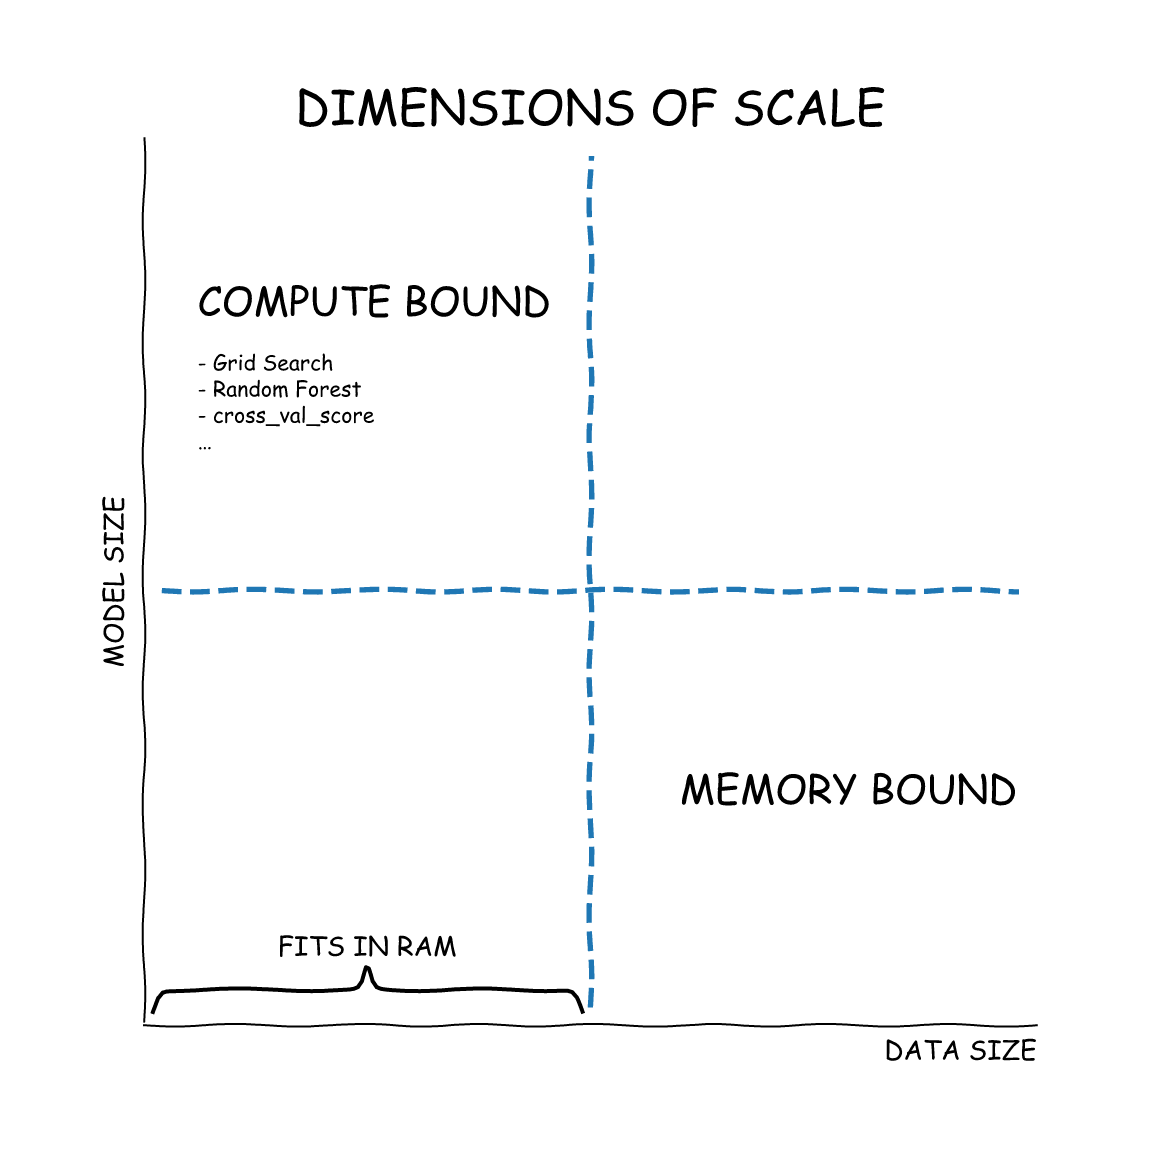 DIMENSIONS OF SCALE
COMPUTE BOUND
- Grid Search
- Random Forest
- cross_val_score
...
MODEL SIZE
MEMORY BOUND
FITS IN RAM
DATA SIZE